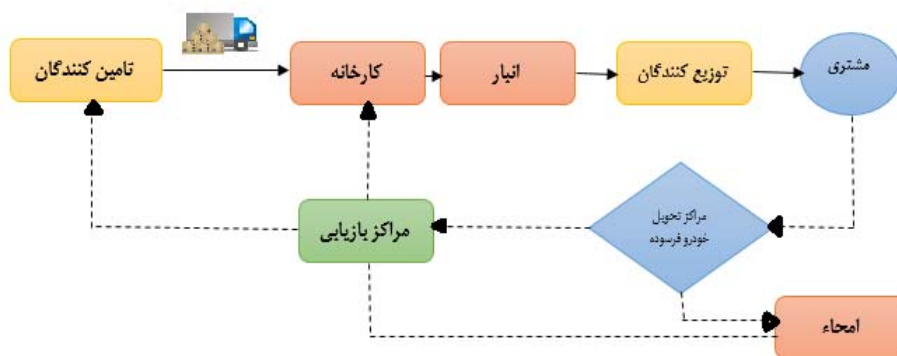 تامین کنندگان
کارخانه
انبار
توزیع کنندگان
مشتری
مراکز تحویل
خودرو فرسوده
مراکز بازیابی
امحاء